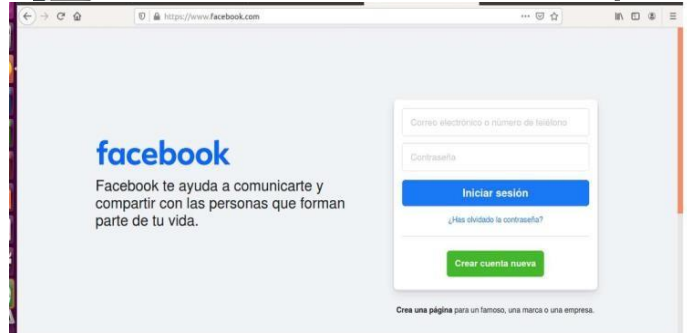 https://www.facebook.com
facebook
Facebook te ayuda a comunicarte y
compartir con las personas que forman
parte de tu vida.
Correo electrónico o número de teléfono
Contraseña
Iniciar sesión
¿Has olvidado la contraseña?
Crear cuenta nueva
Crea una página para un famoso, una marca o una empresa.